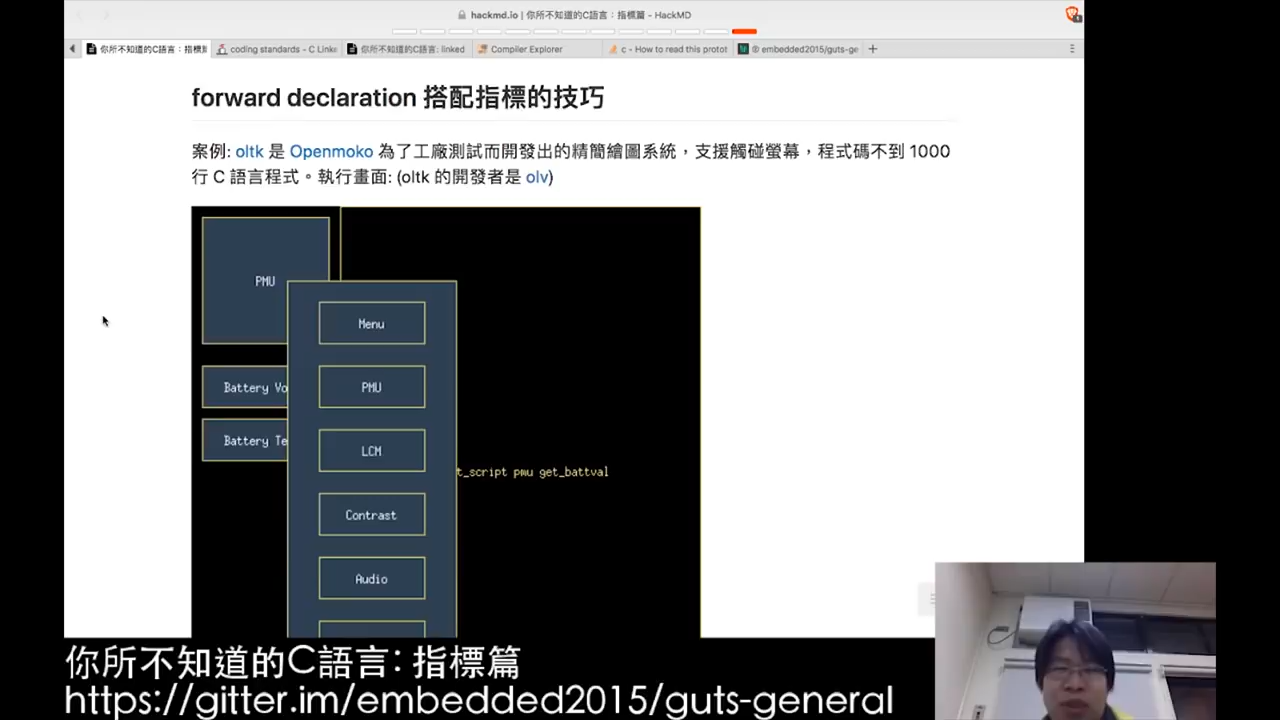 hackmd.io | 你所不知道的C語言：指標篇 - HackMD
你所不知道的C語言：指標
coding standards - C Linke
你所不知道的C語言: linked
Compiler Explorer
c - How to read this protot
embedded2015/guts-ge
forward declaration 搭配指標的技巧
案例: oltk 是 Openmoko 為了工廠測試而開發出的精簡繪圖系統，支援觸碰螢幕，程式碼不到 1000
行 C 語言程式。執行畫面: (oltk 的開發者是 olv)
PMU
Menu
PMU
Battery Vo
Battery Te
LCM
t_script pmu get_battval
Contrast
Audio
你所不知道的C語言: 指標篇
https://gitter.im/embedded2015/guts-general